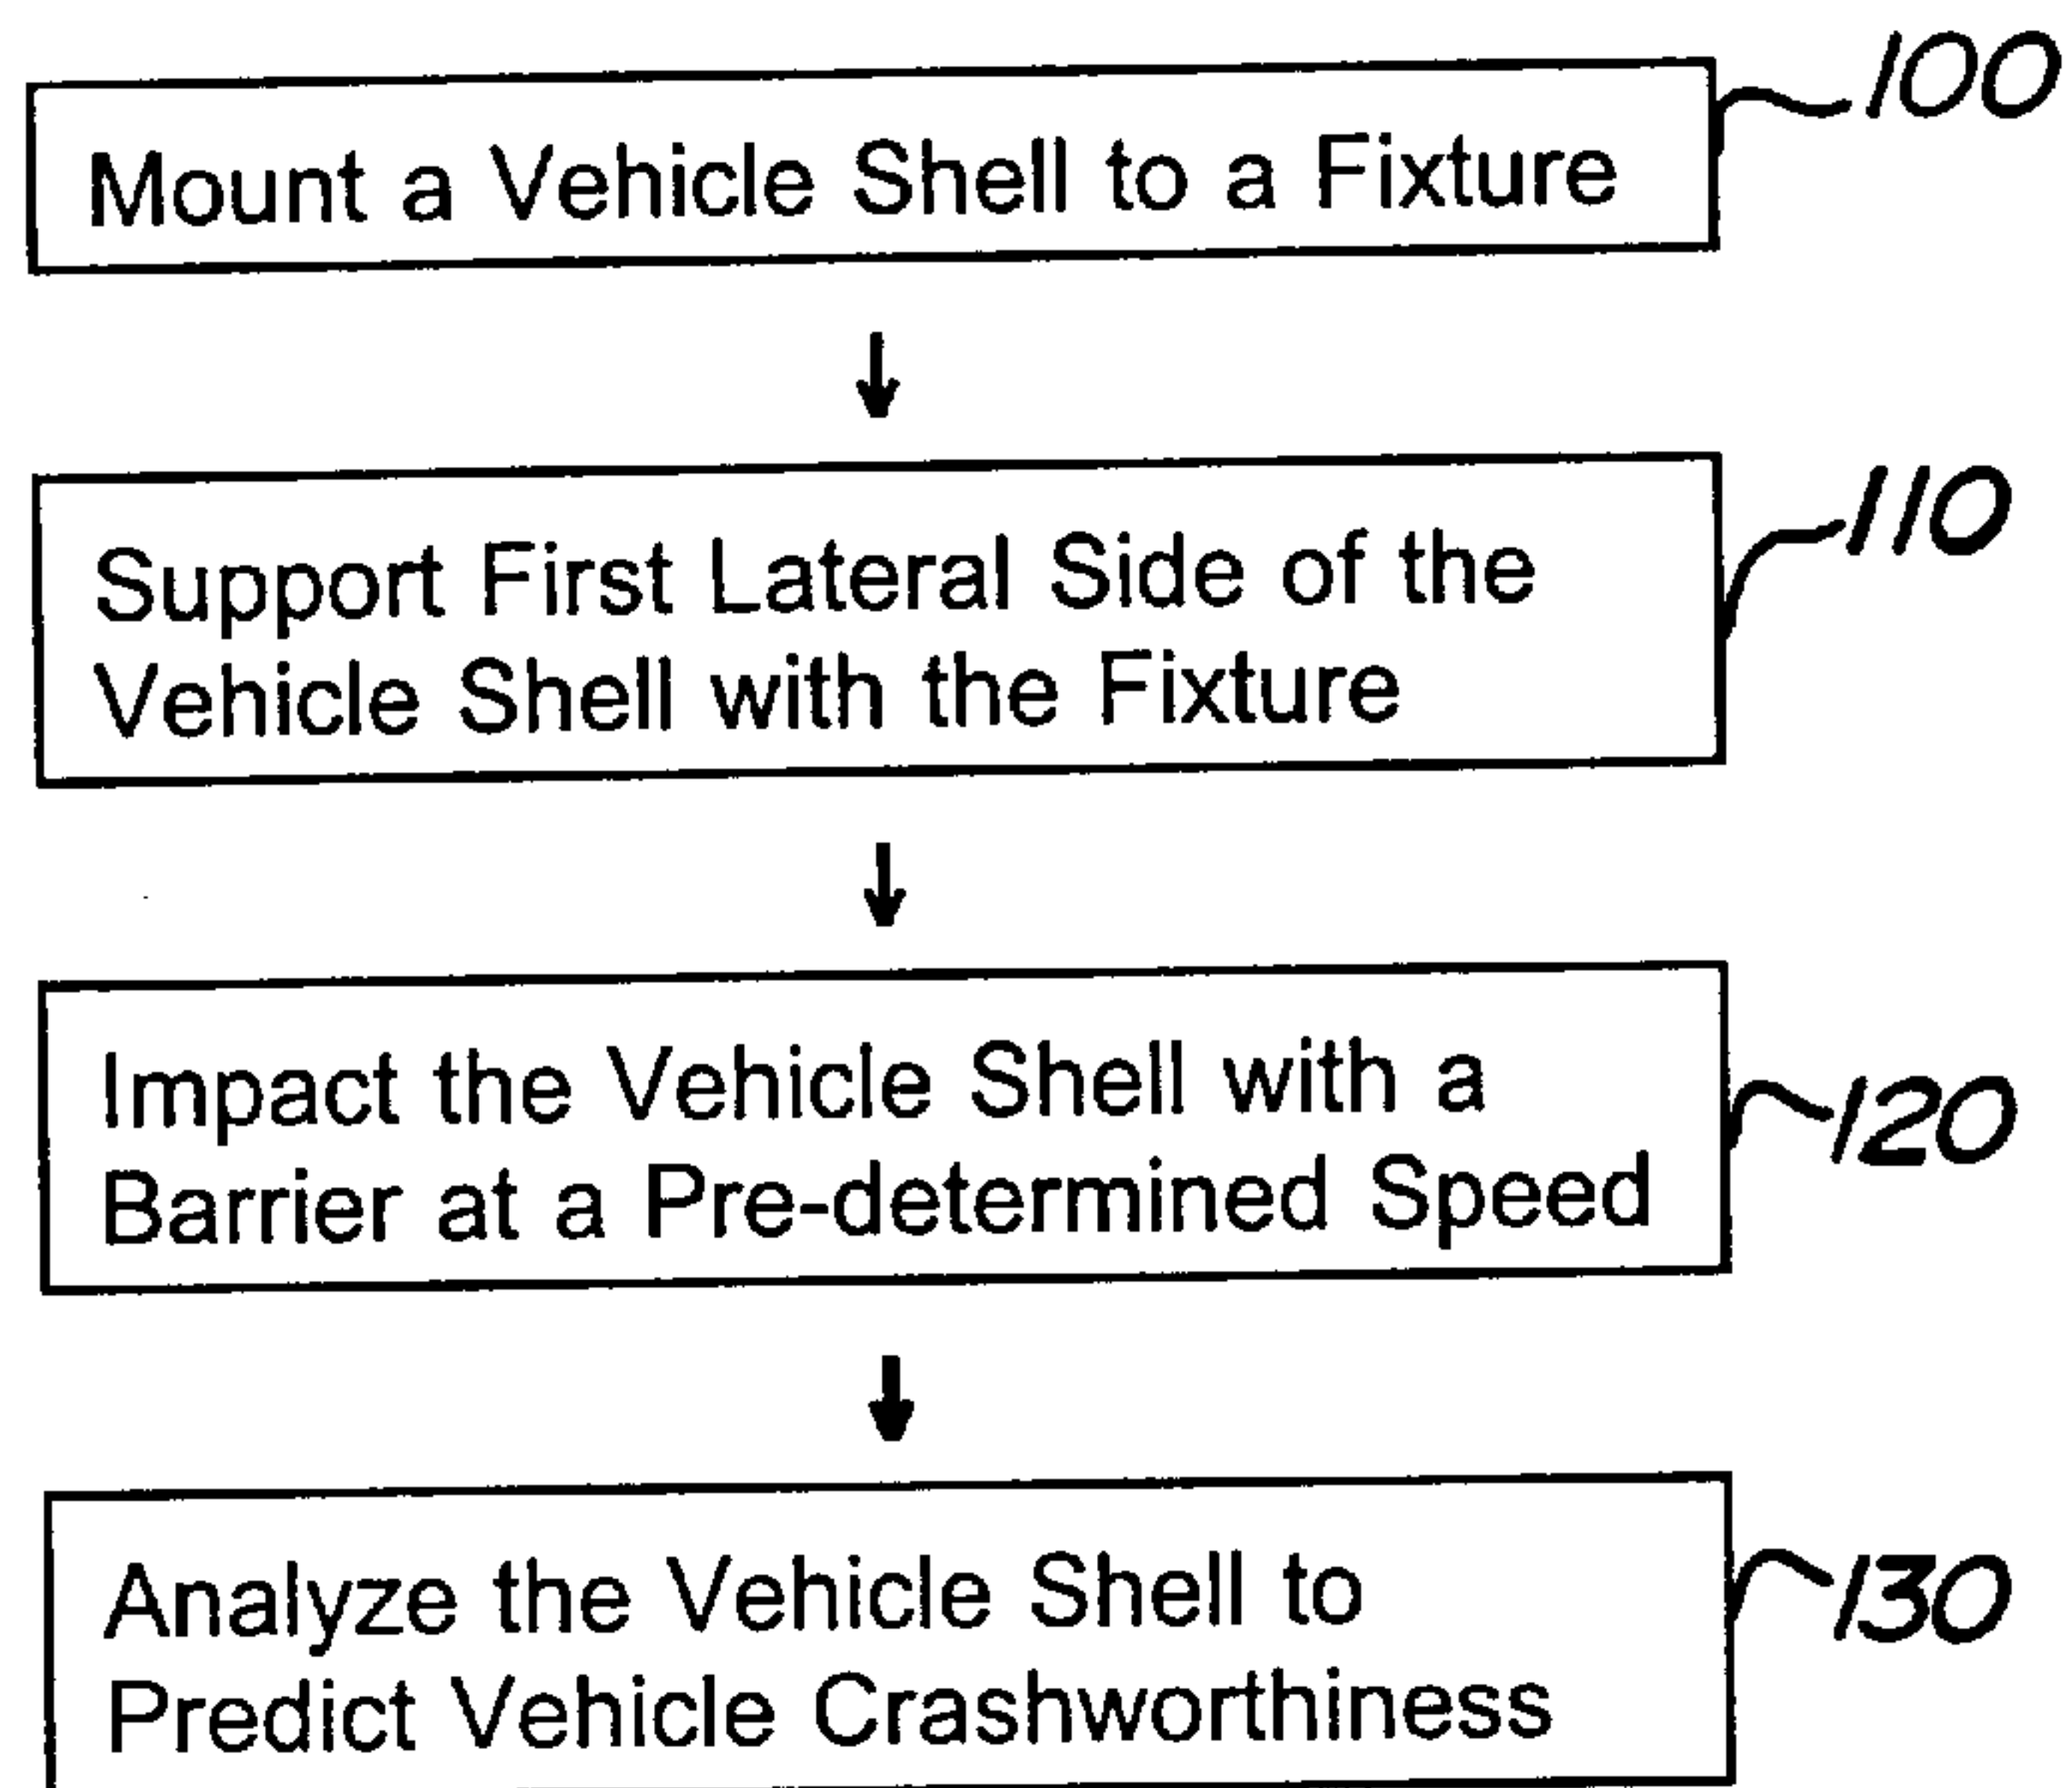 Mount a Vehicle Shell to a Fixture
100
Support First Lateral Side of the
Vehicle Shell with the Fixture
110
Impact the Vehicle Shell with a
Barrier at a Pre-determined Speed
120
Analyze the Vehicle Shell to
Predict Vehicle Crashworthiness
130